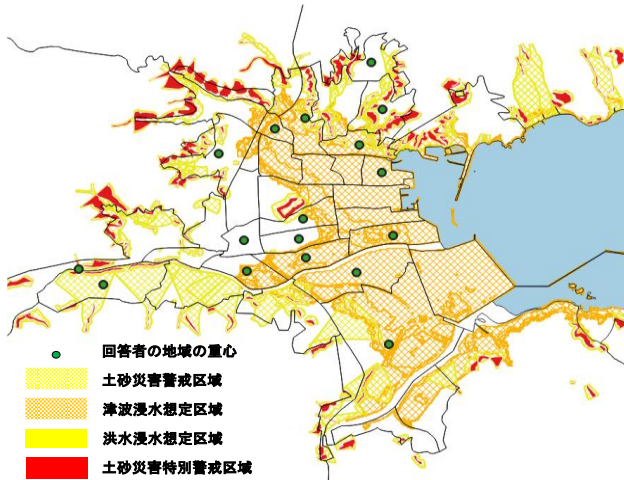 回答者の地域の重心
土砂災害警戒区域
津波浸水想定区域
洪水浸水想定区域
土砂災害特別警戒区域